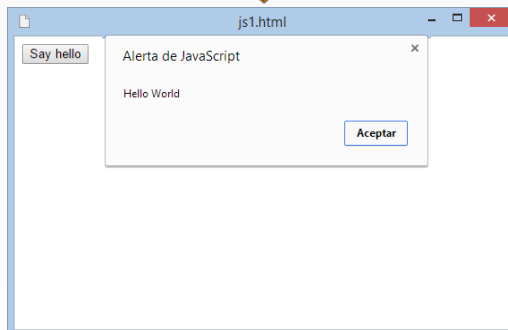 js1.html
Say hello
Alerta de JavaScript
Hello World
Aceptar